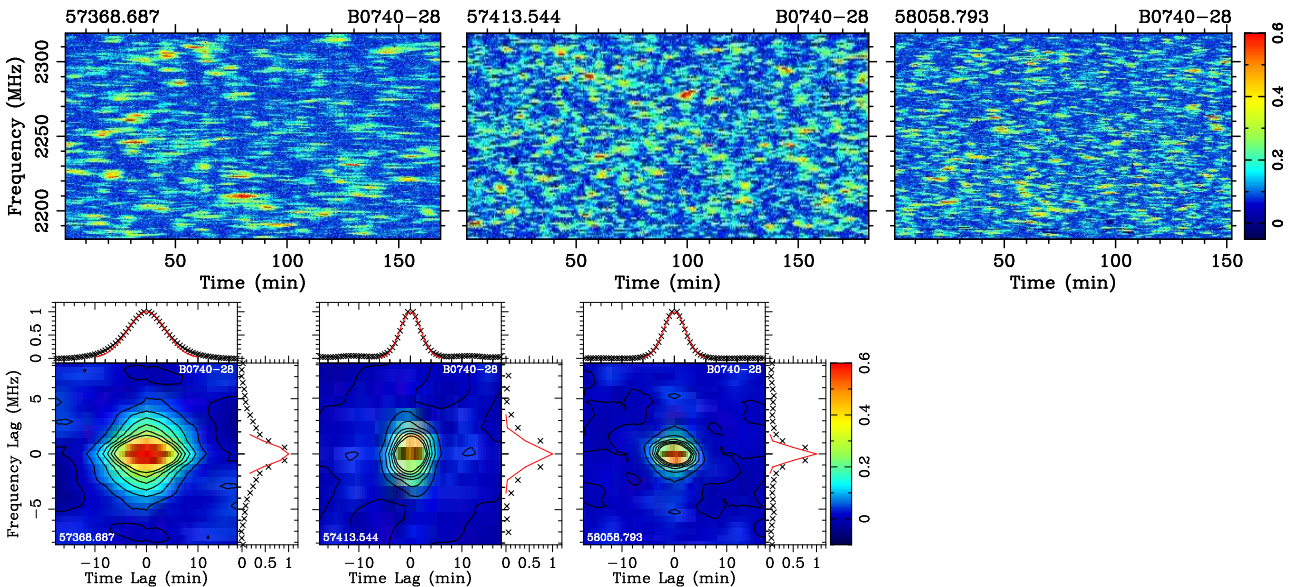 57368.687 B0740−28
57413.544 B0740−28
58058.793 B0740−28
Frequency (MHz)
2300
2250
2200
50 100 150
50 100 150
50 100 150
Time (min)
Time (min)
Time (min)
0.6
0.4
0.2
0
1
0.5
0
1
0.5
0
1
0.5
0
Frequency Lag (MHz)
5
0
−5
B0740−28
57368.687
B0740−28
57413.544
B0740−28
58058.793
0.6
0.4
0.2
0
−10 0 10 0 0.5 1
−10 0 10 0 0.5 1
−10 0 10 0 0.5 1
Time Lag (min)
Time Lag (min)
Time Lag (min)